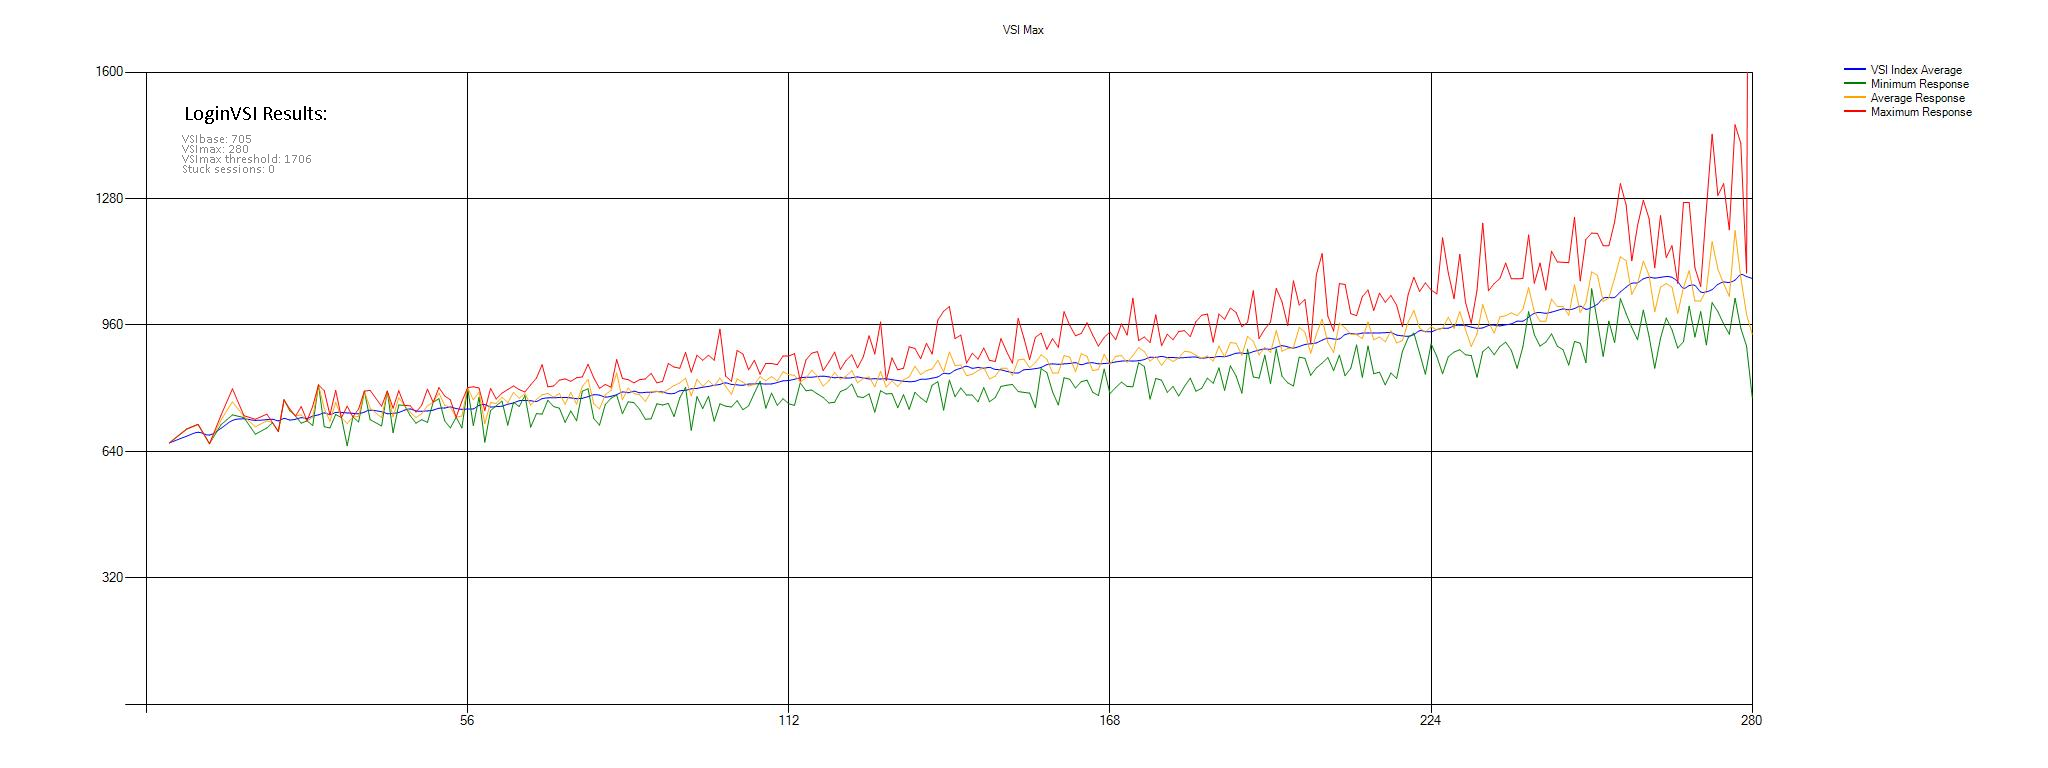 VSI Max
1600
1280
960
640
320
56
112
168
224
280
LoginVSI Results:
VSIbase: 705
VSImax: 280
VSImax threshold: 1706
Stuck sessions: 0
VSI Index Average
Minimum Response
Average Response
Maximum Response